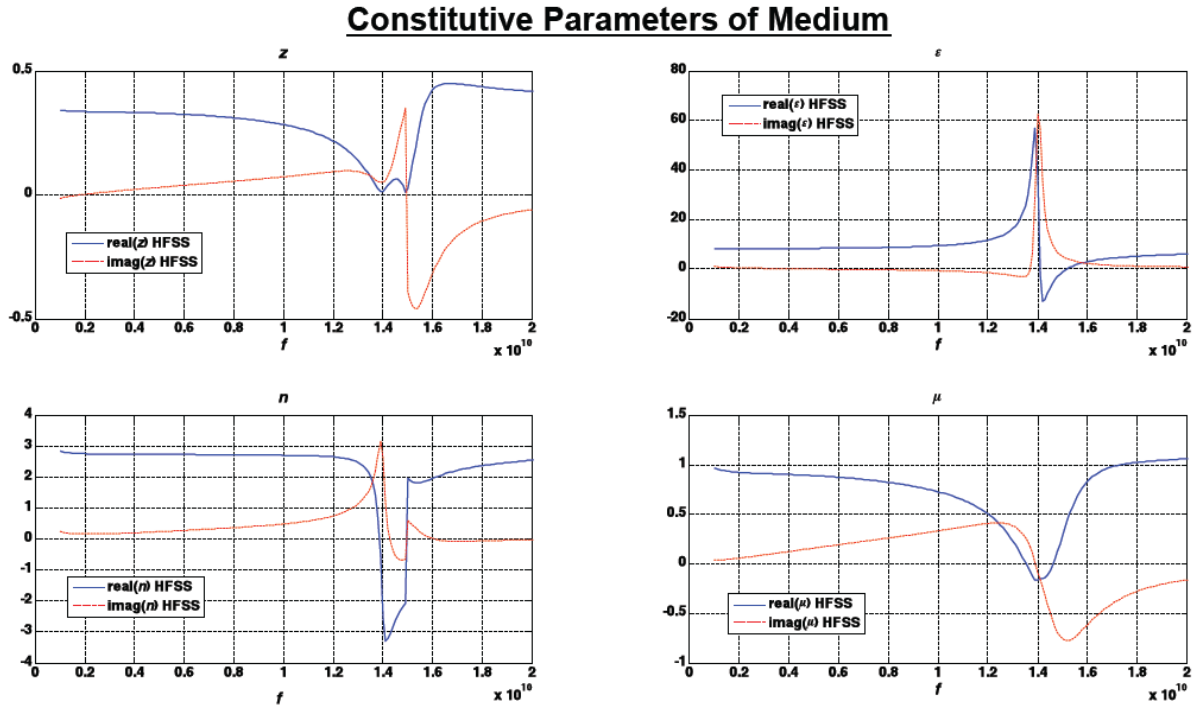 Constitutive Parameters of Medium
z
0.5
0
-0.5
real(z) HFSS
imag(z) HFSS
0 0.2 0.4 0.6 0.8 1 1.2 1.4 1.6 1.8 2
f
x 10^10
ε
80
60
40
20
0
-20
real(ε) HFSS
imag(ε) HFSS
0 0.2 0.4 0.6 0.8 1 1.2 1.4 1.6 1.8 2
f
x 10^10
n
4
3
2
1
0
-1
-2
-3
-4
real(n) HFSS
imag(n) HFSS
0 0.2 0.4 0.6 0.8 1 1.2 1.4 1.6 1.8 2
f
x 10^10
μ
1.5
1
0.5
0
-0.5
-1
real(μ) HFSS
imag(μ) HFSS
0 0.2 0.4 0.6 0.8 1 1.2 1.4 1.6 1.8 2
f
x 10^10